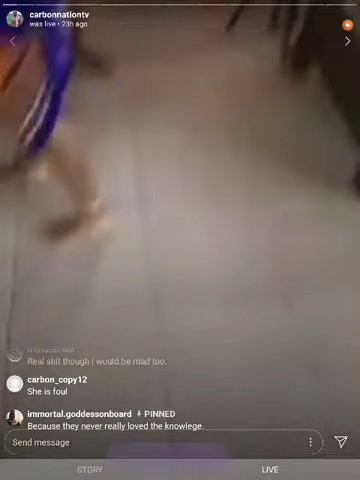 carbonnationtv
was live • 23h ago
Real shit though I would be mad too.
carbon_copy12
She is foul
immortal.goddessonboard PINNED
Because they never really loved the knowlege.
Send message
STORY
LIVE